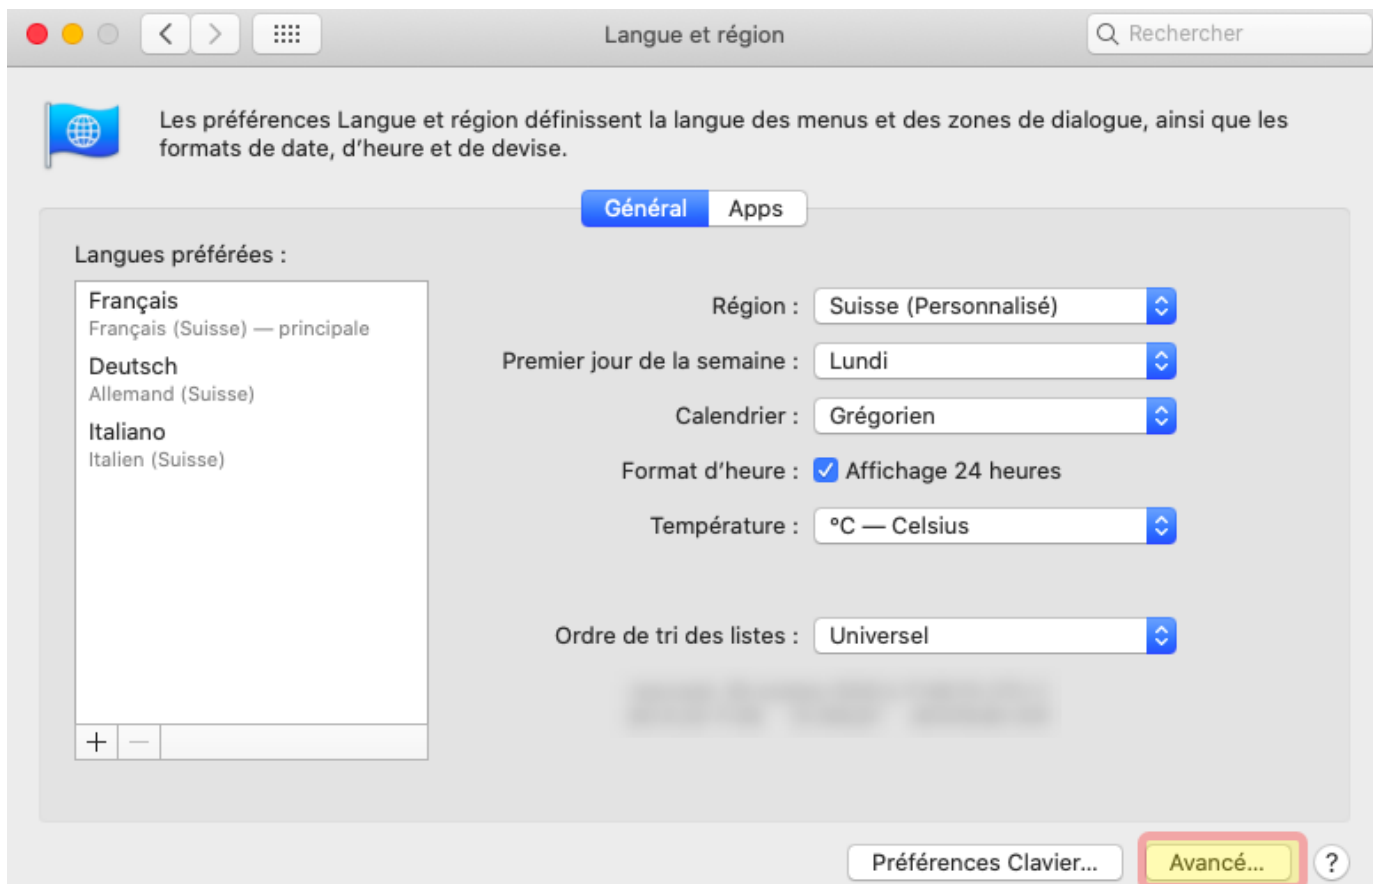 Langue et région
Rechercher
Les préférences Langue et région définissent la langue des menus et des zones de dialogue, ainsi que les
formats de date, d’heure et de devise.
Général Apps
Langues préférées :
Français
Français (Suisse) — principale
Deutsch
Allemand (Suisse)
Italiano
Italien (Suisse)
Région : Suisse (Personnalisé)
Premier jour de la semaine : Lundi
Calendrier : Grégorien
Format d’heure : Affichage 24 heures
Température : °C — Celsius
Ordre de tri des listes : Universel
Préférences Clavier... Avancé... ?